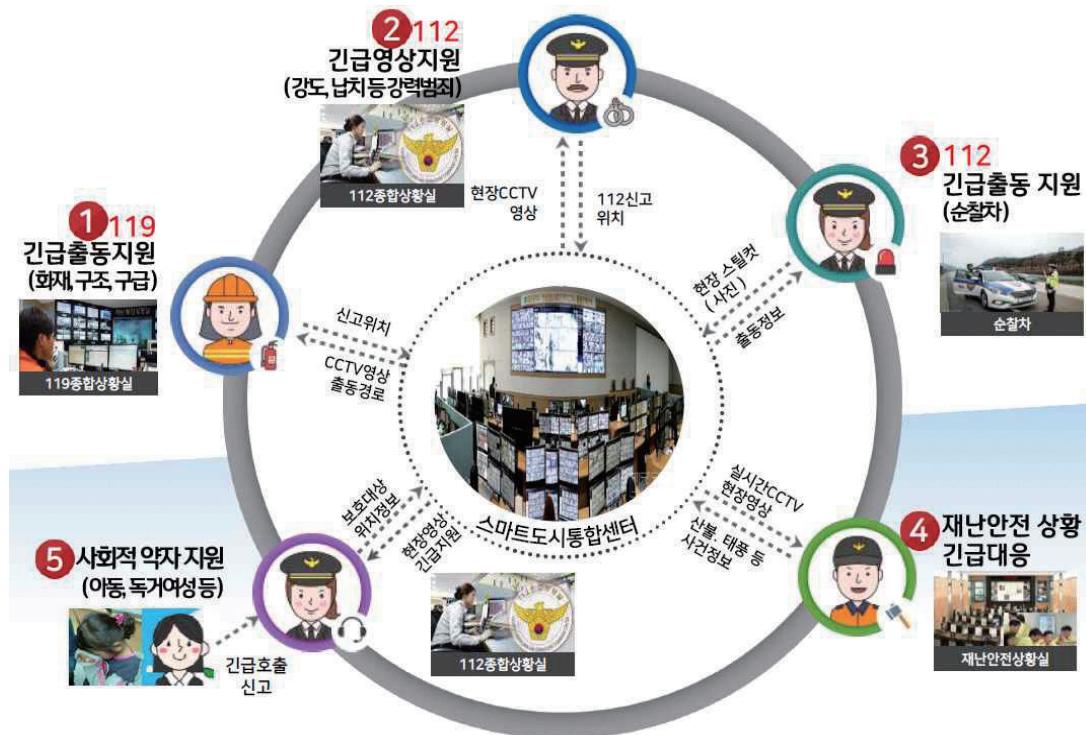 2 112
긴급영상지원
(강도, 납치 등 강력범죄)
112종합상황실
현장CCTV
영상
112신고
위치
3 112
긴급출동 지원
(순찰차)
순찰차
현장 스틸컷
(사진)
출동정보
1 119
긴급출동지원
(화재, 구조, 구급)
119종합상황실
신고위치
CCTV영상
출동경로
스마트도시통합센터
실시간CCTV
현장영상
산불, 태풍 등
사건정보
4 재난안전 상황
긴급대응
재난안전상황실
5 사회적 약자 지원
(아동, 독거여성 등)
보호대상
위치정보
현장영상
긴급지원
112종합상황실
긴급호출
신고